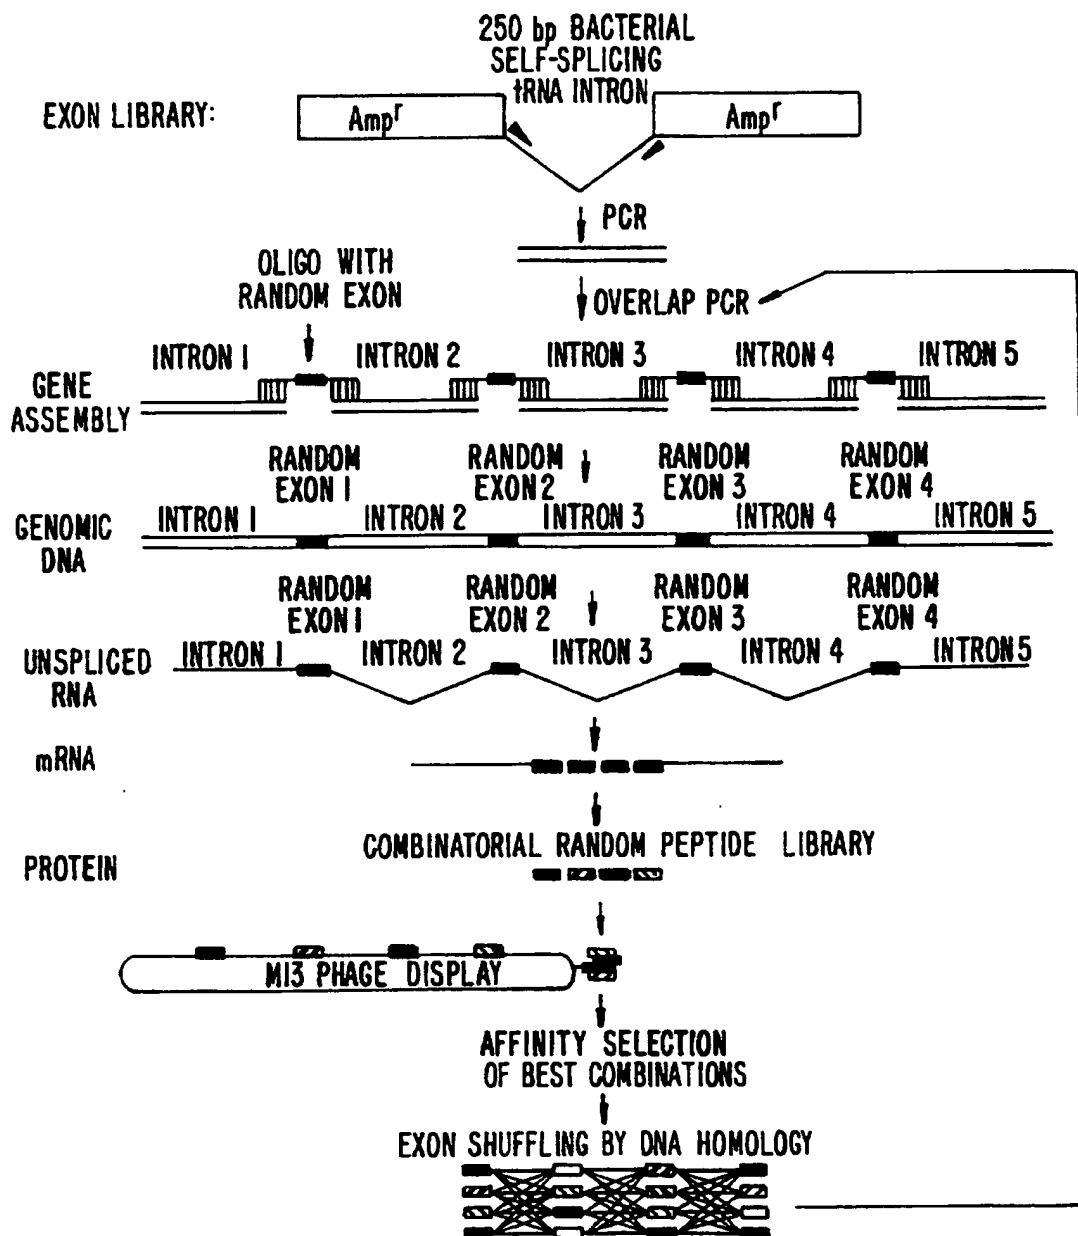 250 bp BACTERIAL
SELF-SPLICING
tRNA INTRON
EXON LIBRARY:
Ampr
Ampr
PCR
OLIGO WITH
RANDOM EXON
OVERLAP PCR
INTRON 1
INTRON 2
INTRON 3
INTRON 4
INTRON 5
GENE
ASSEMBLY
RANDOM
EXON 1
RANDOM
EXON 2
RANDOM
EXON 3
RANDOM
EXON 4
INTRON 1
INTRON 2
INTRON 3
INTRON 4
INTRON 5
GENOMIC
DNA
RANDOM
EXON 1
RANDOM
EXON 2
RANDOM
EXON 3
RANDOM
EXON 4
INTRON 1
INTRON 2
INTRON 3
INTRON 4
INTRON 5
UNSPLICED
RNA
mRNA
COMBINATORIAL RANDOM PEPTIDE LIBRARY
PROTEIN
M13 PHAGE DISPLAY
AFFINITY SELECTION
OF BEST COMBINATIONS
EXON SHUFFLING BY DNA HOMOLOGY